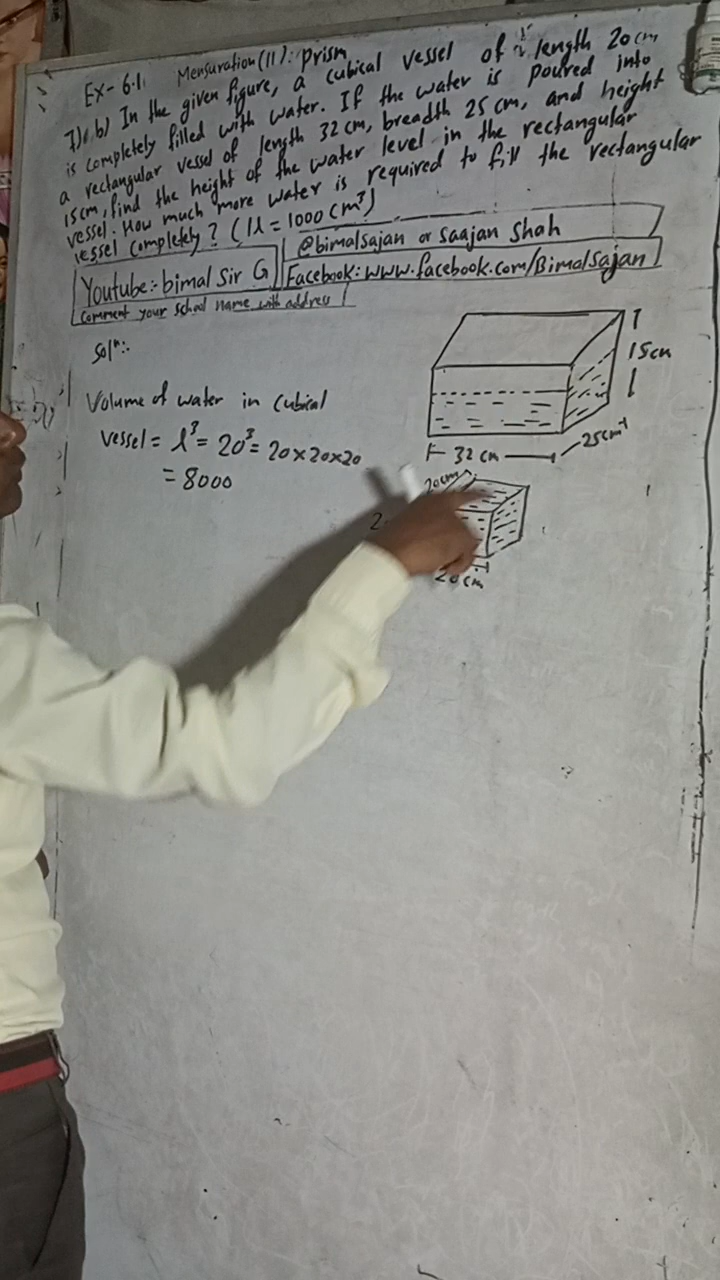 Ex- 6.1 Mensuration(II): Prism
7). b) In the given figure, a cubical vessel of length 20cm
is completely filled with water. If the water is poured into
a rectangular vessel of length 32 cm, breadth 25 cm, and height
15cm, find the height of the water level in the rectangular
vessel. How much more water is required to fill the rectangular
vessel completely? (1l = 1000 cm³)
@bimalsajan or Saajan Shah
Youtube:- bimal Sir G
Facebook: www.facebook.com/Bimalsajan
Comment your school name with address
Solⁿ:
15cm
Volume of water in cubical
25cm
vessel = l³ = 20³ = 20×20×20
32 cm
= 8000
20cm
20cm